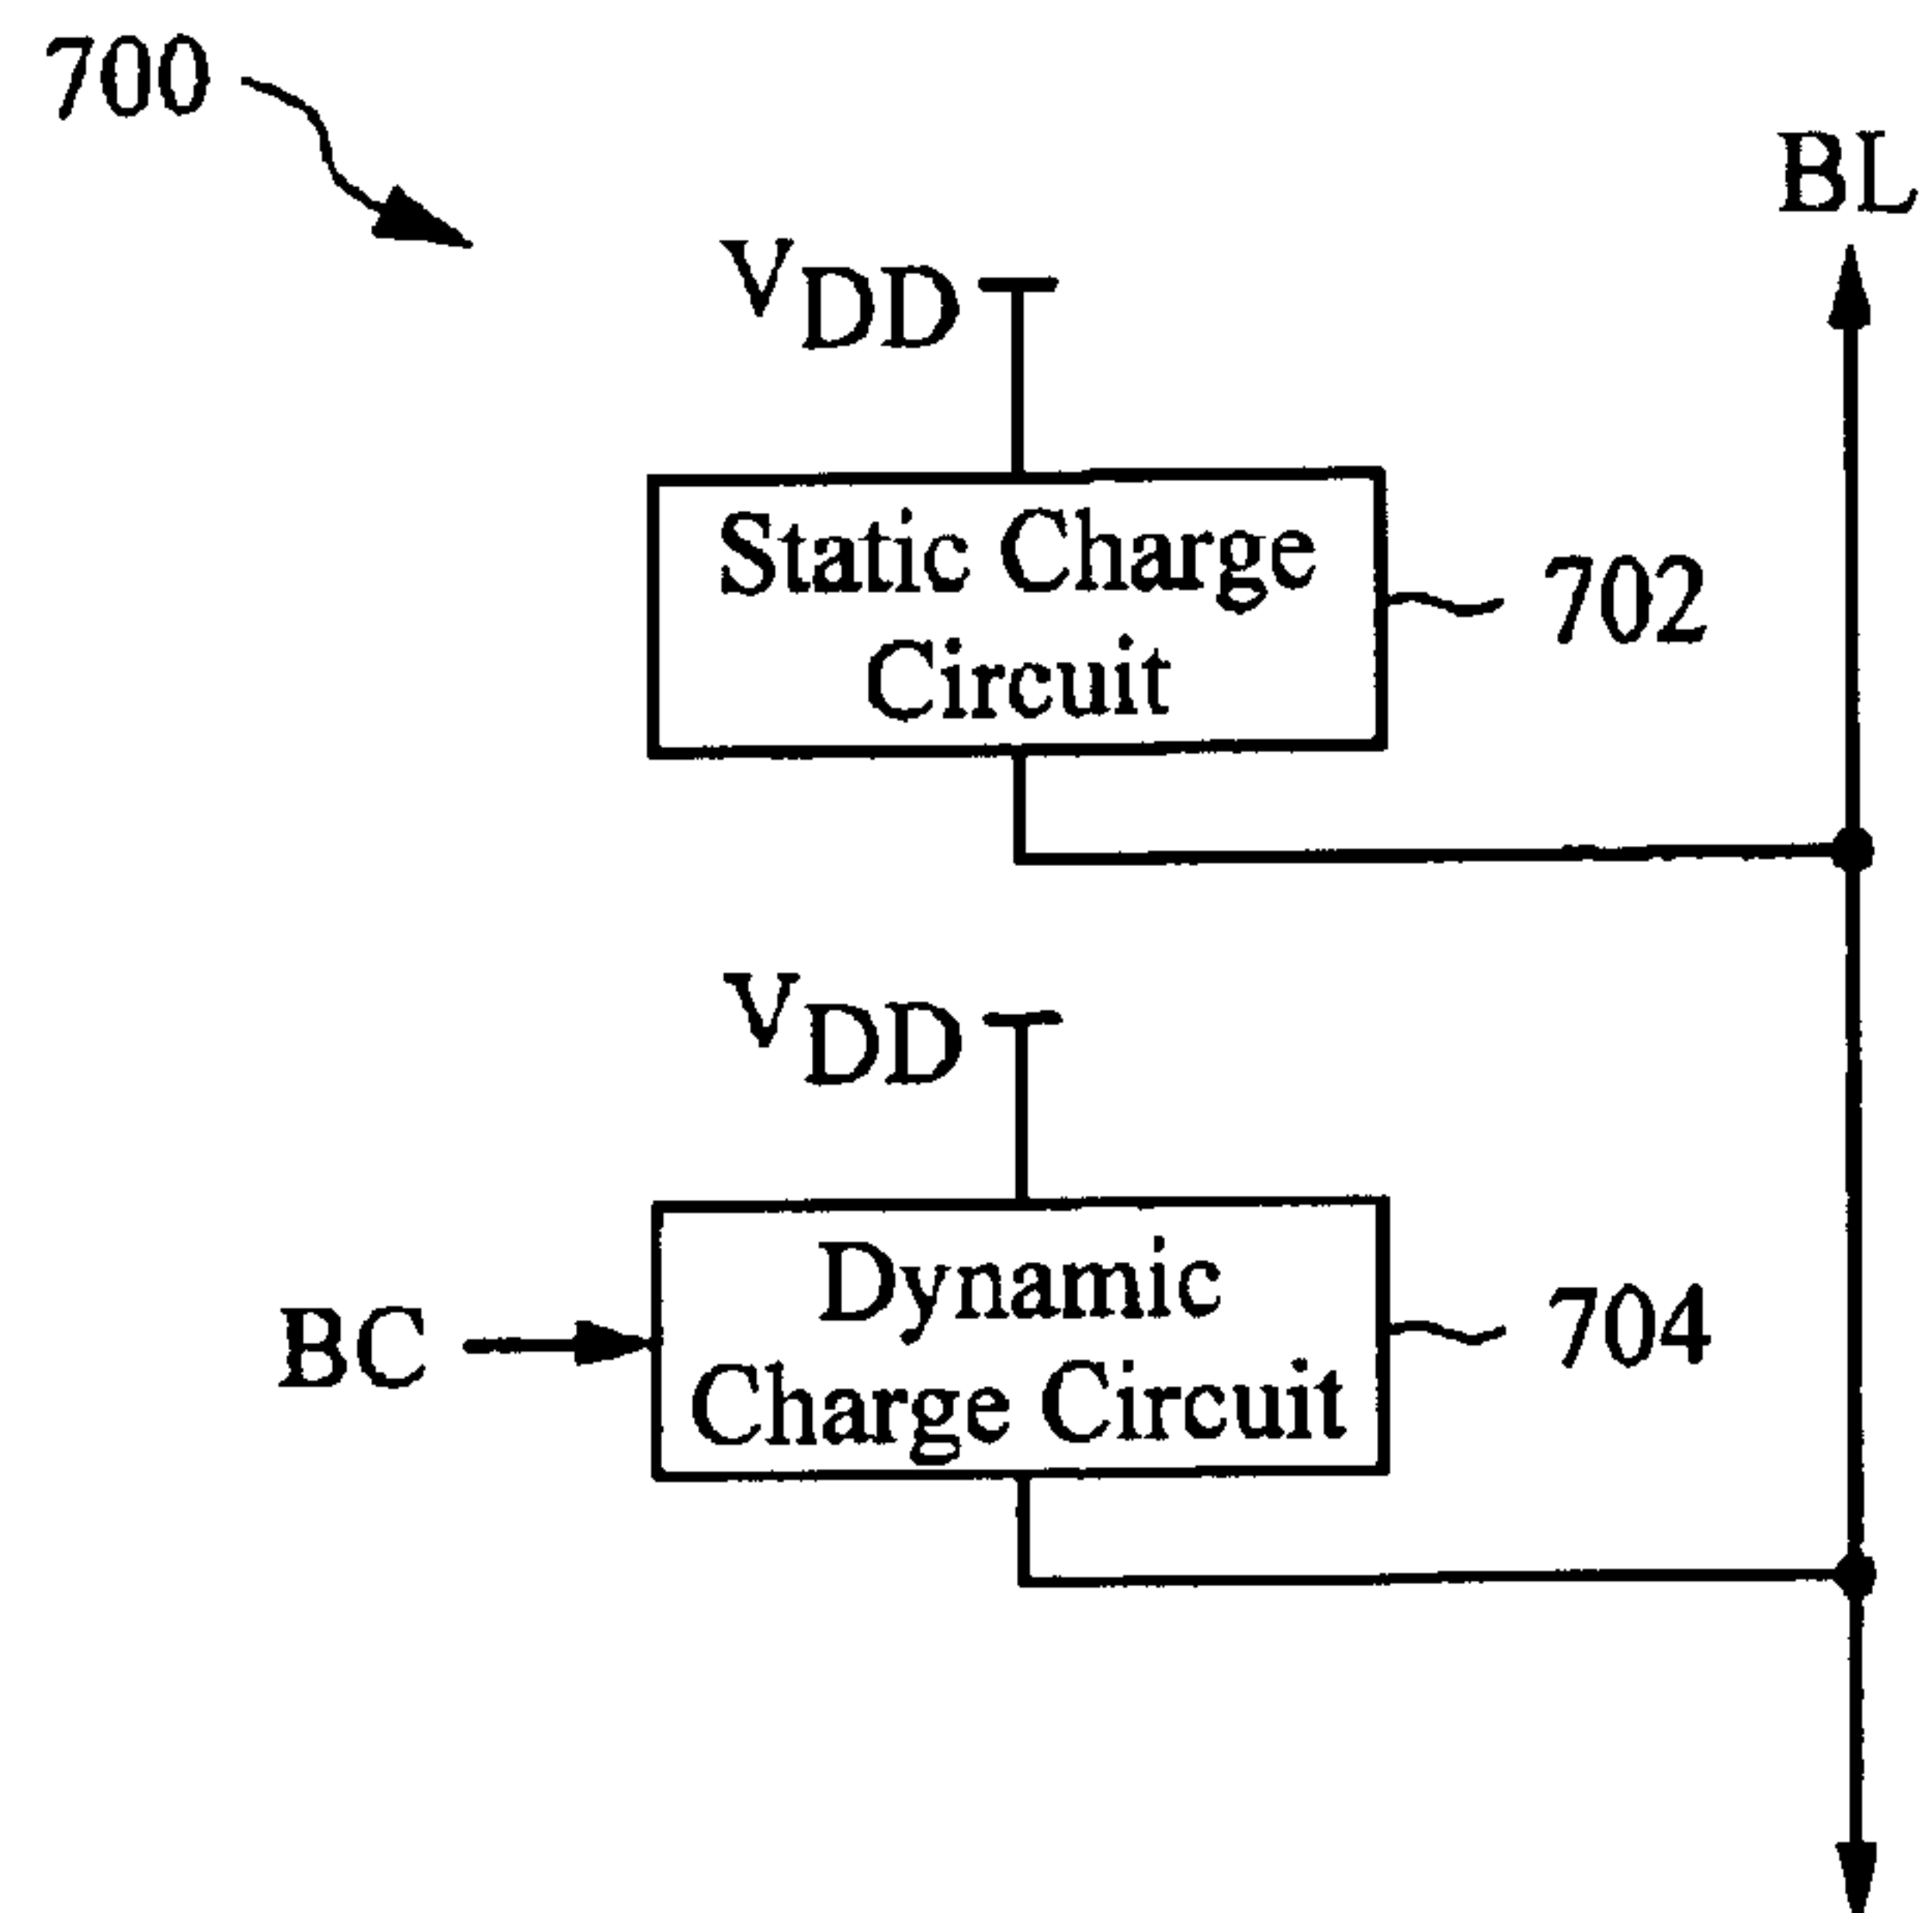 700
BL
VDD
Static Charge
Circuit
702
VDD
BC
Dynamic
Charge Circuit
704